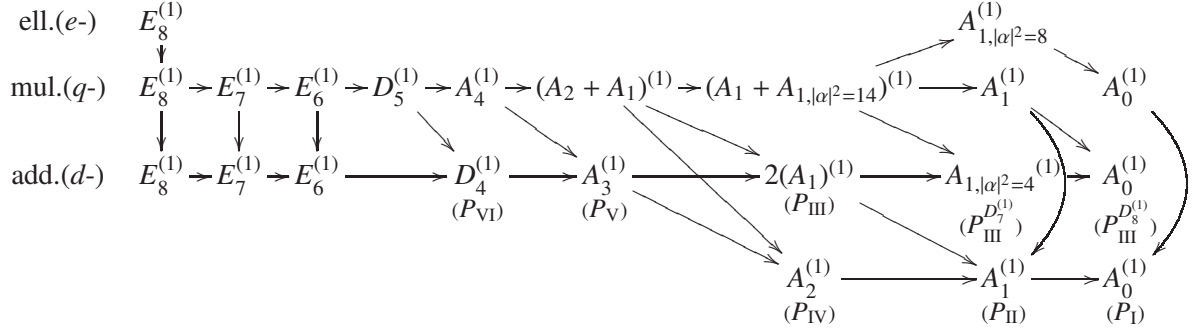 ell.(e-) E_8^{(1)} A_{1,|α|^2=8}^{(1)}
mul.(q-) E_8^{(1)} E_7^{(1)} E_6^{(1)} D_5^{(1)} A_4^{(1)} (A_2 + A_1)^{(1)} (A_1 + A_{1,|α|^2=14})^{(1)} A_1^{(1)} A_0^{(1)}
add.(d-) E_8^{(1)} E_7^{(1)} E_6^{(1)} D_4^{(1)} A_3^{(1)} 2(A_1)^{(1)} A_{1,|α|^2=4}^{(1)} A_0^{(1)}
(P_VI) (P_V) (P_III) (P_III^{D_7^{(1)}}) (P_III^{D_8^{(1)}})
A_2^{(1)} A_1^{(1)} A_0^{(1)}
(P_IV) (P_II) (P_I)